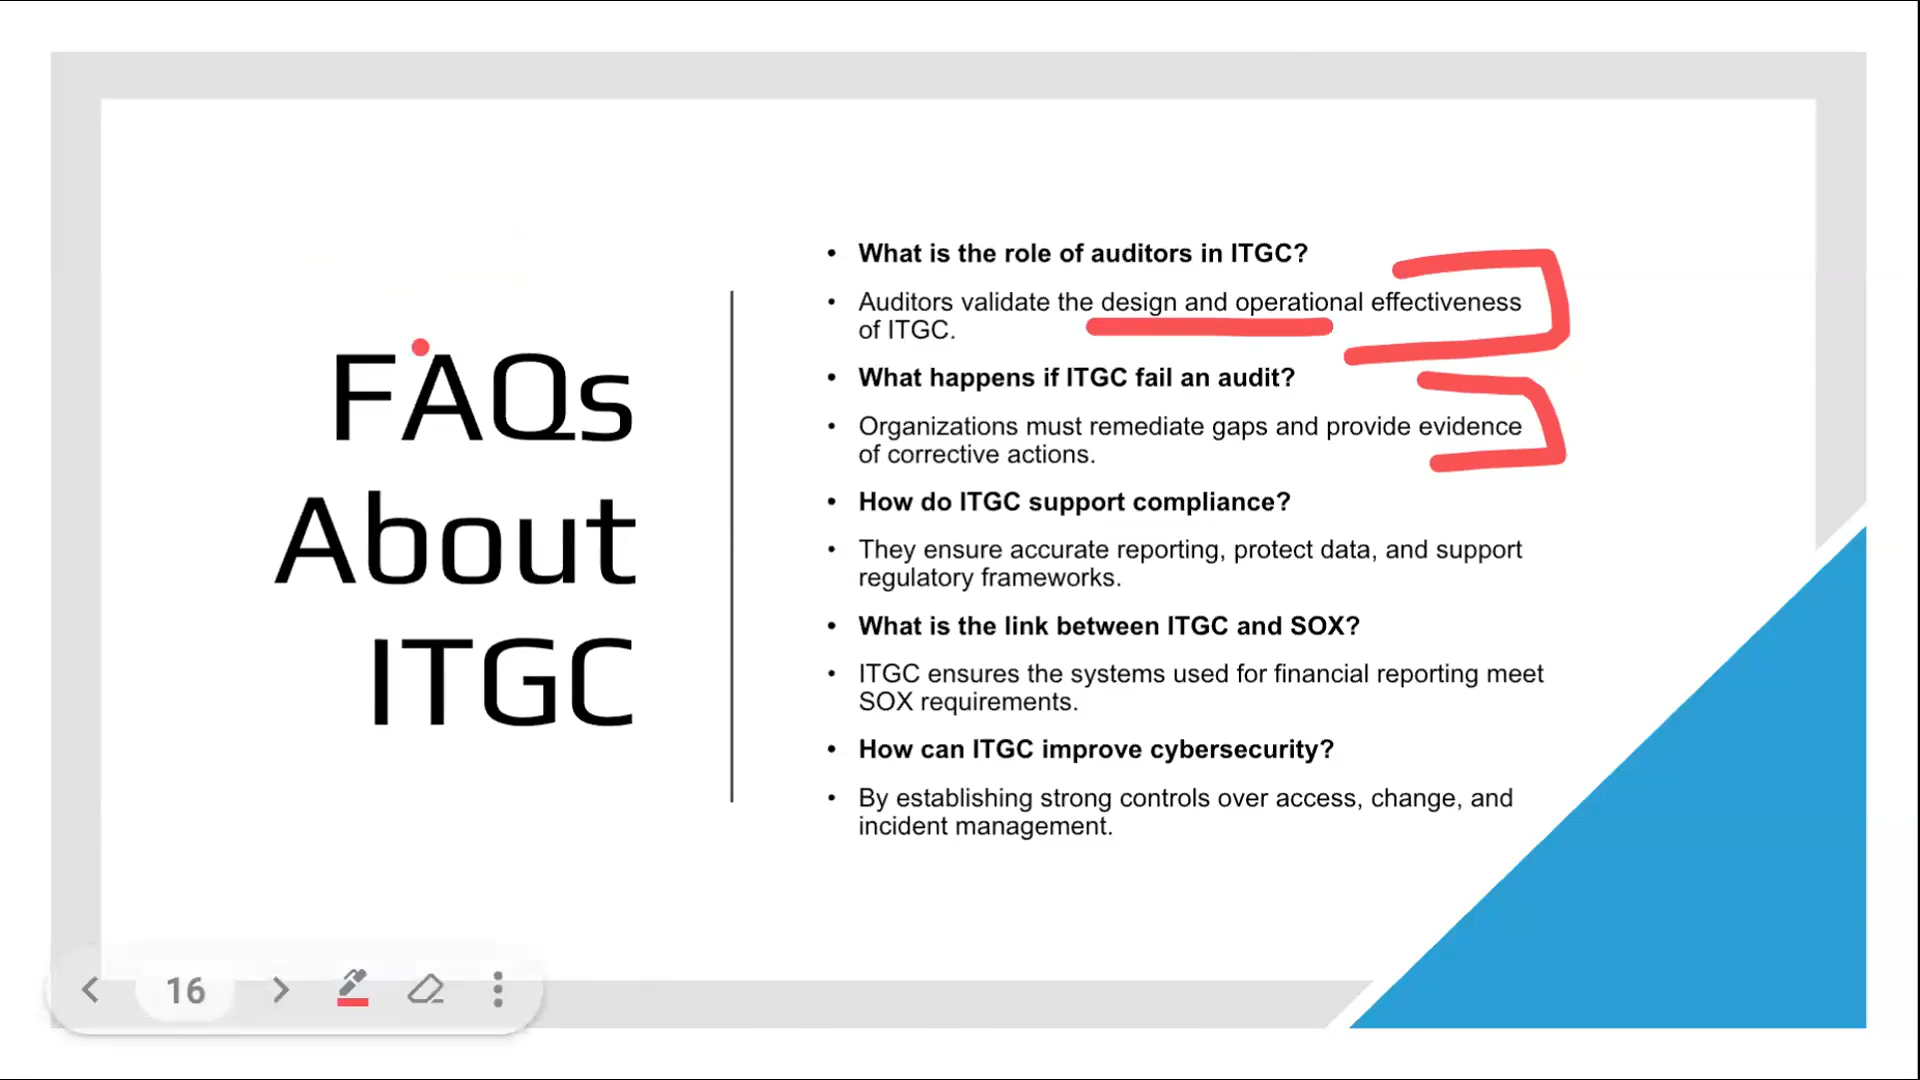 FAQs
About
ITGC
• What is the role of auditors in ITGC?
• Auditors validate the design and operational effectiveness
of ITGC.
• What happens if ITGC fail an audit?
• Organizations must remediate gaps and provide evidence
of corrective actions.
• How do ITGC support compliance?
• They ensure accurate reporting, protect data, and support
regulatory frameworks.
• What is the link between ITGC and SOX?
• ITGC ensures the systems used for financial reporting meet
SOX requirements.
• How can ITGC improve cybersecurity?
• By establishing strong controls over access, change, and
incident management.
16